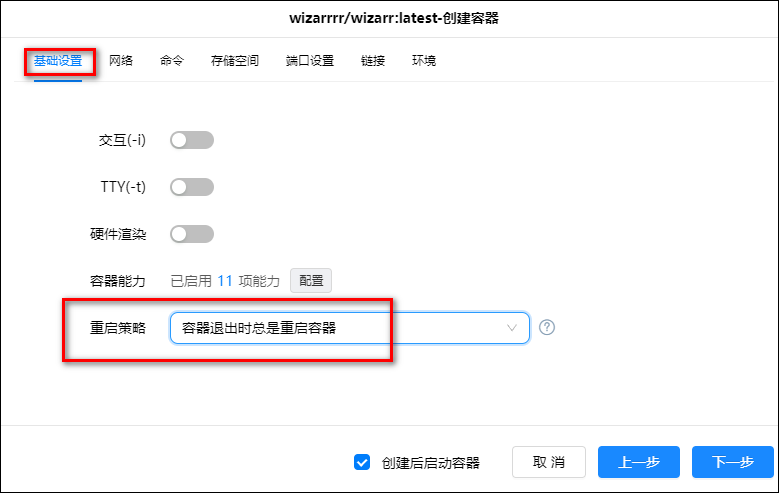 wizarrrr/wizarr:latest-创建容器
基础设置 网络 命令 存储空间 端口设置 链接 环境
交互(-i)
TTY(-t)
硬件渲染
容器能力 已启用 11 项能力 配置
重启策略 容器退出时总是重启容器 ?
创建后启动容器 取 消 上一步 下一步